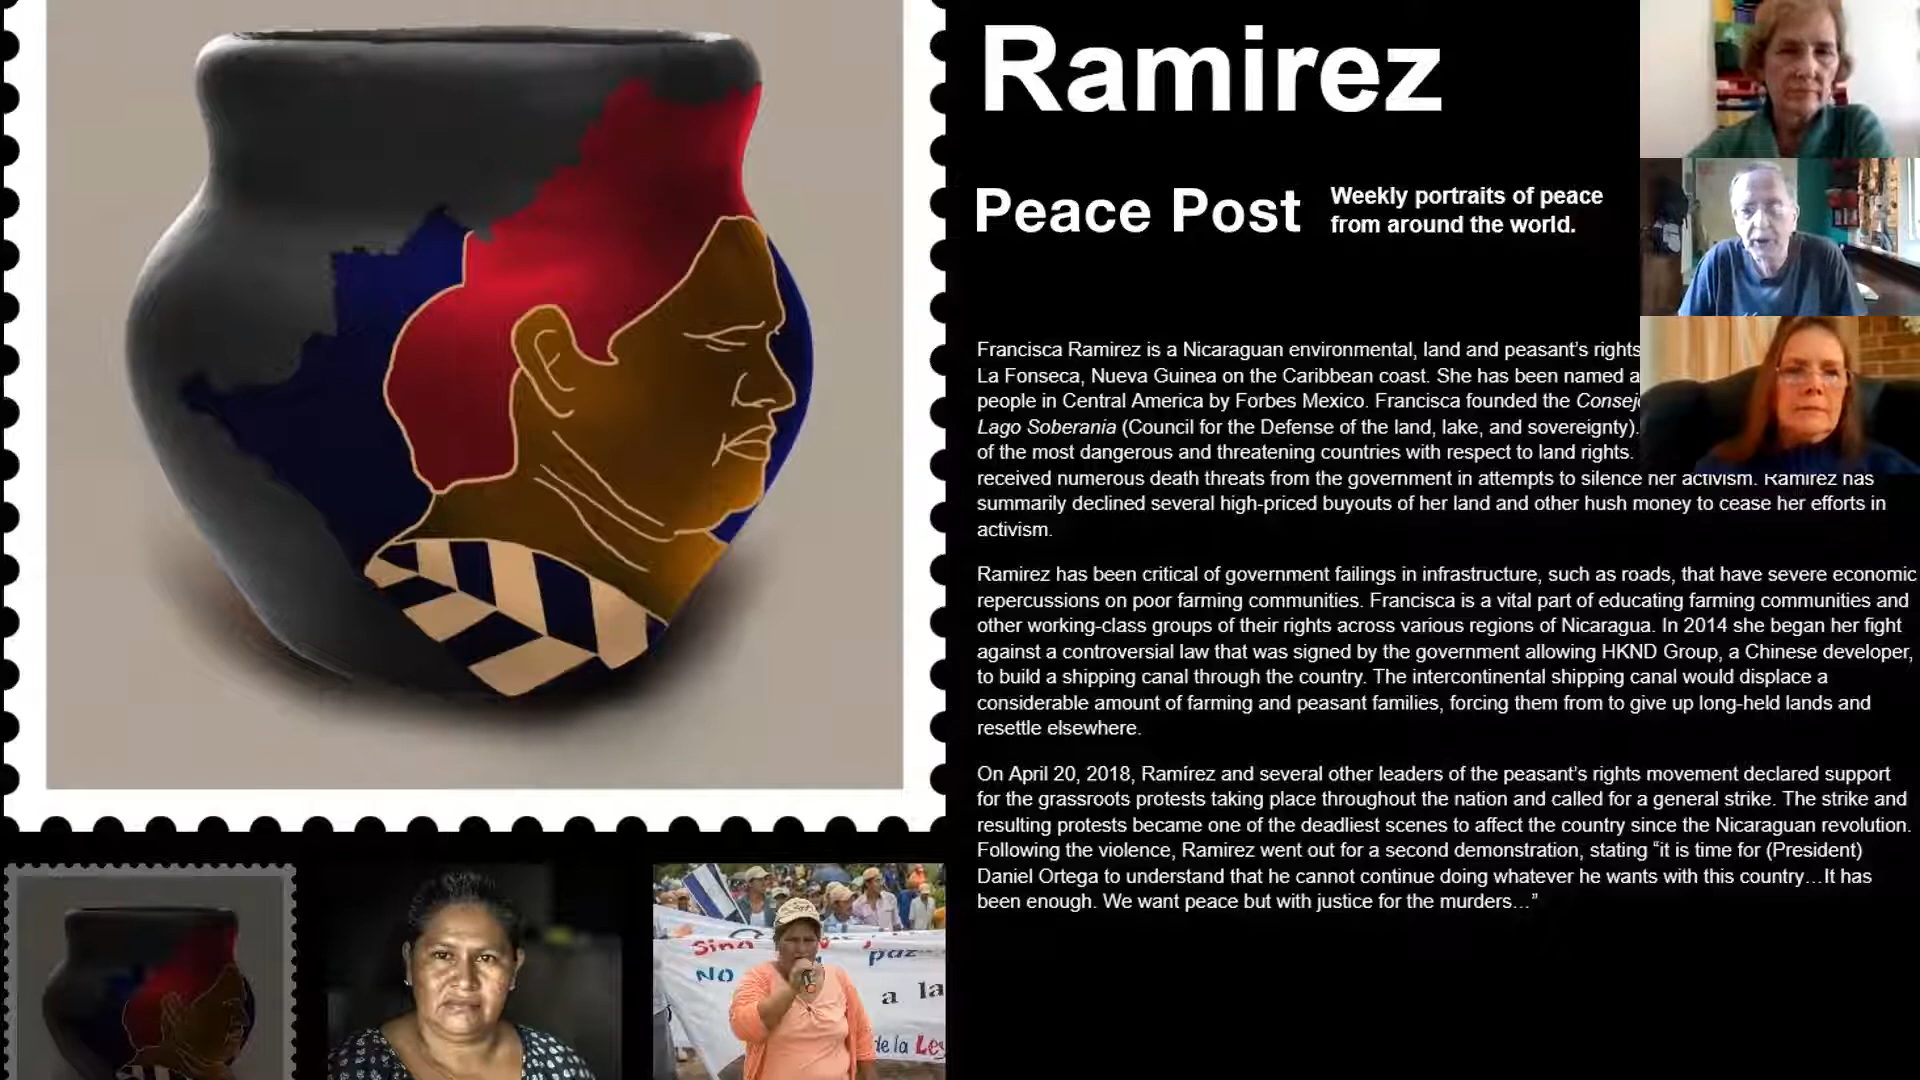 Ramirez
Peace Post
Weekly portraits of peace
from around the world.
Francisca Ramirez is a Nicaraguan environmental, land and peasant's rights
La Fonseca, Nueva Guinea on the Caribbean coast. She has been named a
people in Central America by Forbes Mexico. Francisca founded the
Lago Soberania (Council for the Defense of the land, lake, and sovereignty).
of the most dangerous and threatening countries with respect to land rights.
received numerous death threats from the government in attempts to silence her activism. Ramirez has
summarily declined several high-priced buyouts of her land and other hush money to cease her efforts in
activism.
Ramirez has been critical of government failings in infrastructure, such as roads, that have severe economic
repercussions on poor farming communities. Francisca is a vital part of educating farming communities and
other working-class groups of their rights across various regions of Nicaragua. In 2014 she began her fight
against a controversial law that was signed by the government allowing HKND Group, a Chinese developer,
to build a shipping canal through the country. The intercontinental shipping canal would displace a
considerable amount of farming and peasant families, forcing them from to give up long-held lands and
resettle elsewhere.
On April 20, 2018, Ramírez and several other leaders of the peasant's rights movement declared support
for the grassroots protests taking place throughout the nation and called for a general strike. The strike and
resulting protests became one of the deadliest scenes to affect the country since the Nicaraguan revolution.
Following the violence, Ramirez went out for a second demonstration, stating “it is time for (President)
Daniel Ortega to understand that he cannot continue doing whatever he wants with this country…It has
been enough. We want peace but with justice for the murders…”
Sino paz
No
a la
de la Ley